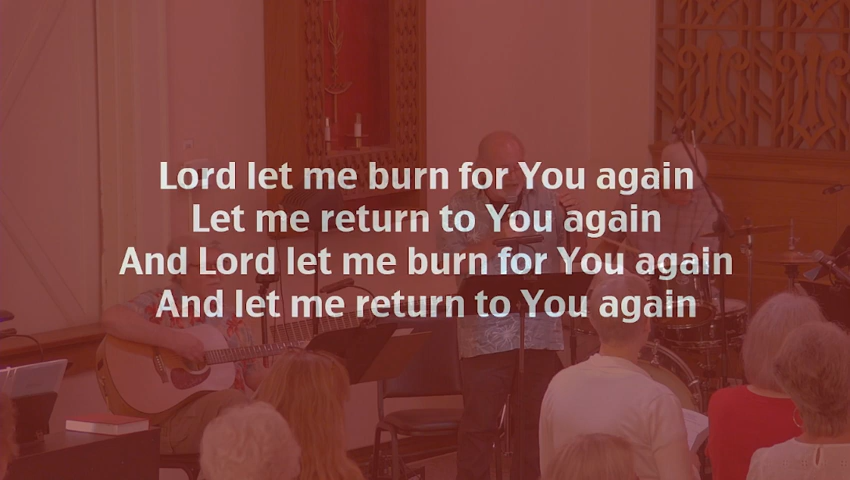 Lord let me burn for You again
Let me return to You again
And Lord let me burn for You again
And let me return to You again